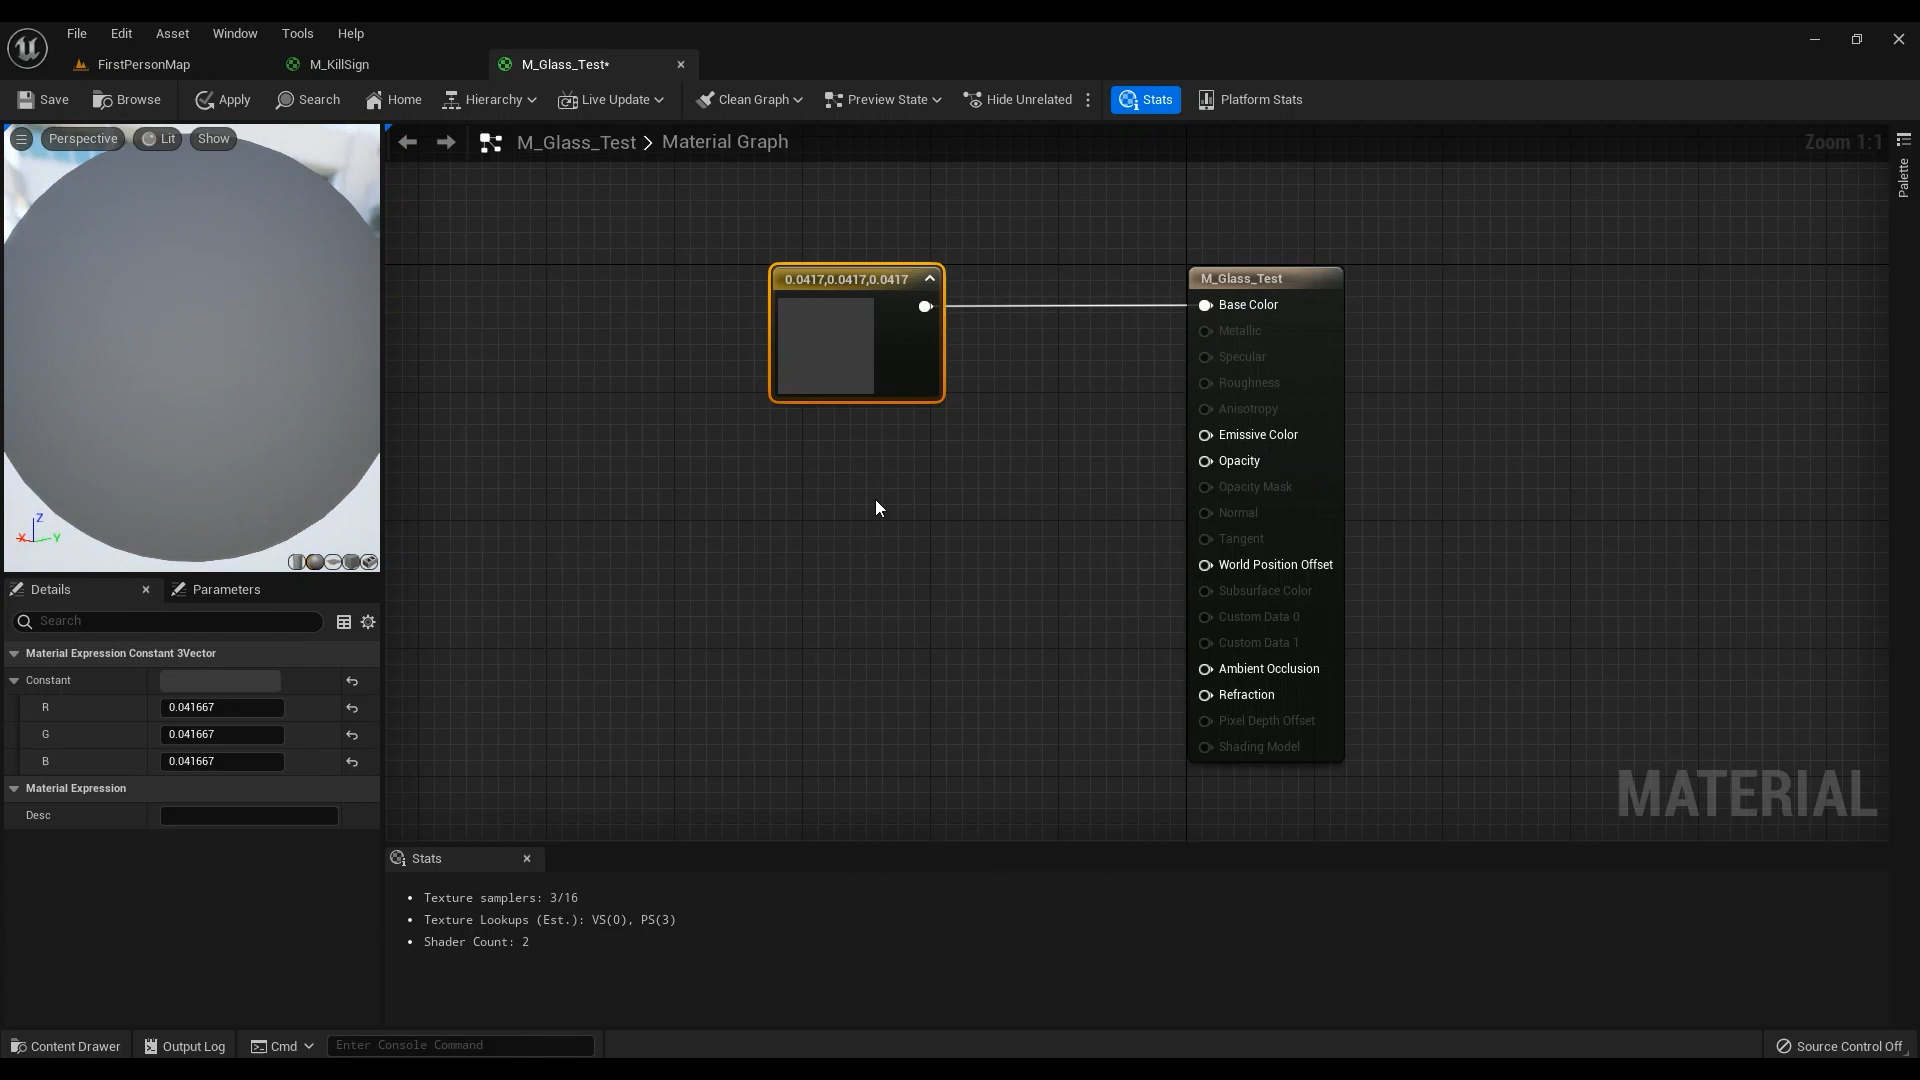 File Edit Asset Window Tools Help
FirstPersonMap M_KillSign M_Glass_Test*
Save Browse Apply Search Home Hierarchy Live Update Clean Graph Preview State Hide Unrelated Stats Platform Stats
Perspective Lit Show
M_Glass_Test > Material Graph
Zoom 1:1
Palette
0.0417,0.0417,0.0417
M_Glass_Test
Base Color
Metallic
Specular
Roughness
Anisotropy
Emissive Color
Opacity
Opacity Mask
Normal
Tangent
World Position Offset
Subsurface Color
Custom Data 0
Custom Data 1
Ambient Occlusion
Refraction
Pixel Depth Offset
Shading Model
MATERIAL
Z
X Y
Details Parameters
Search
Material Expression Constant 3Vector
Constant
R 0.041667
G 0.041667
B 0.041667
Material Expression
Desc
Stats
• Texture samplers: 3/16
• Texture Lookups (Est.): VS(0), PS(3)
• Shader Count: 2
Content Drawer Output Log Cmd Enter Console Command Source Control Off